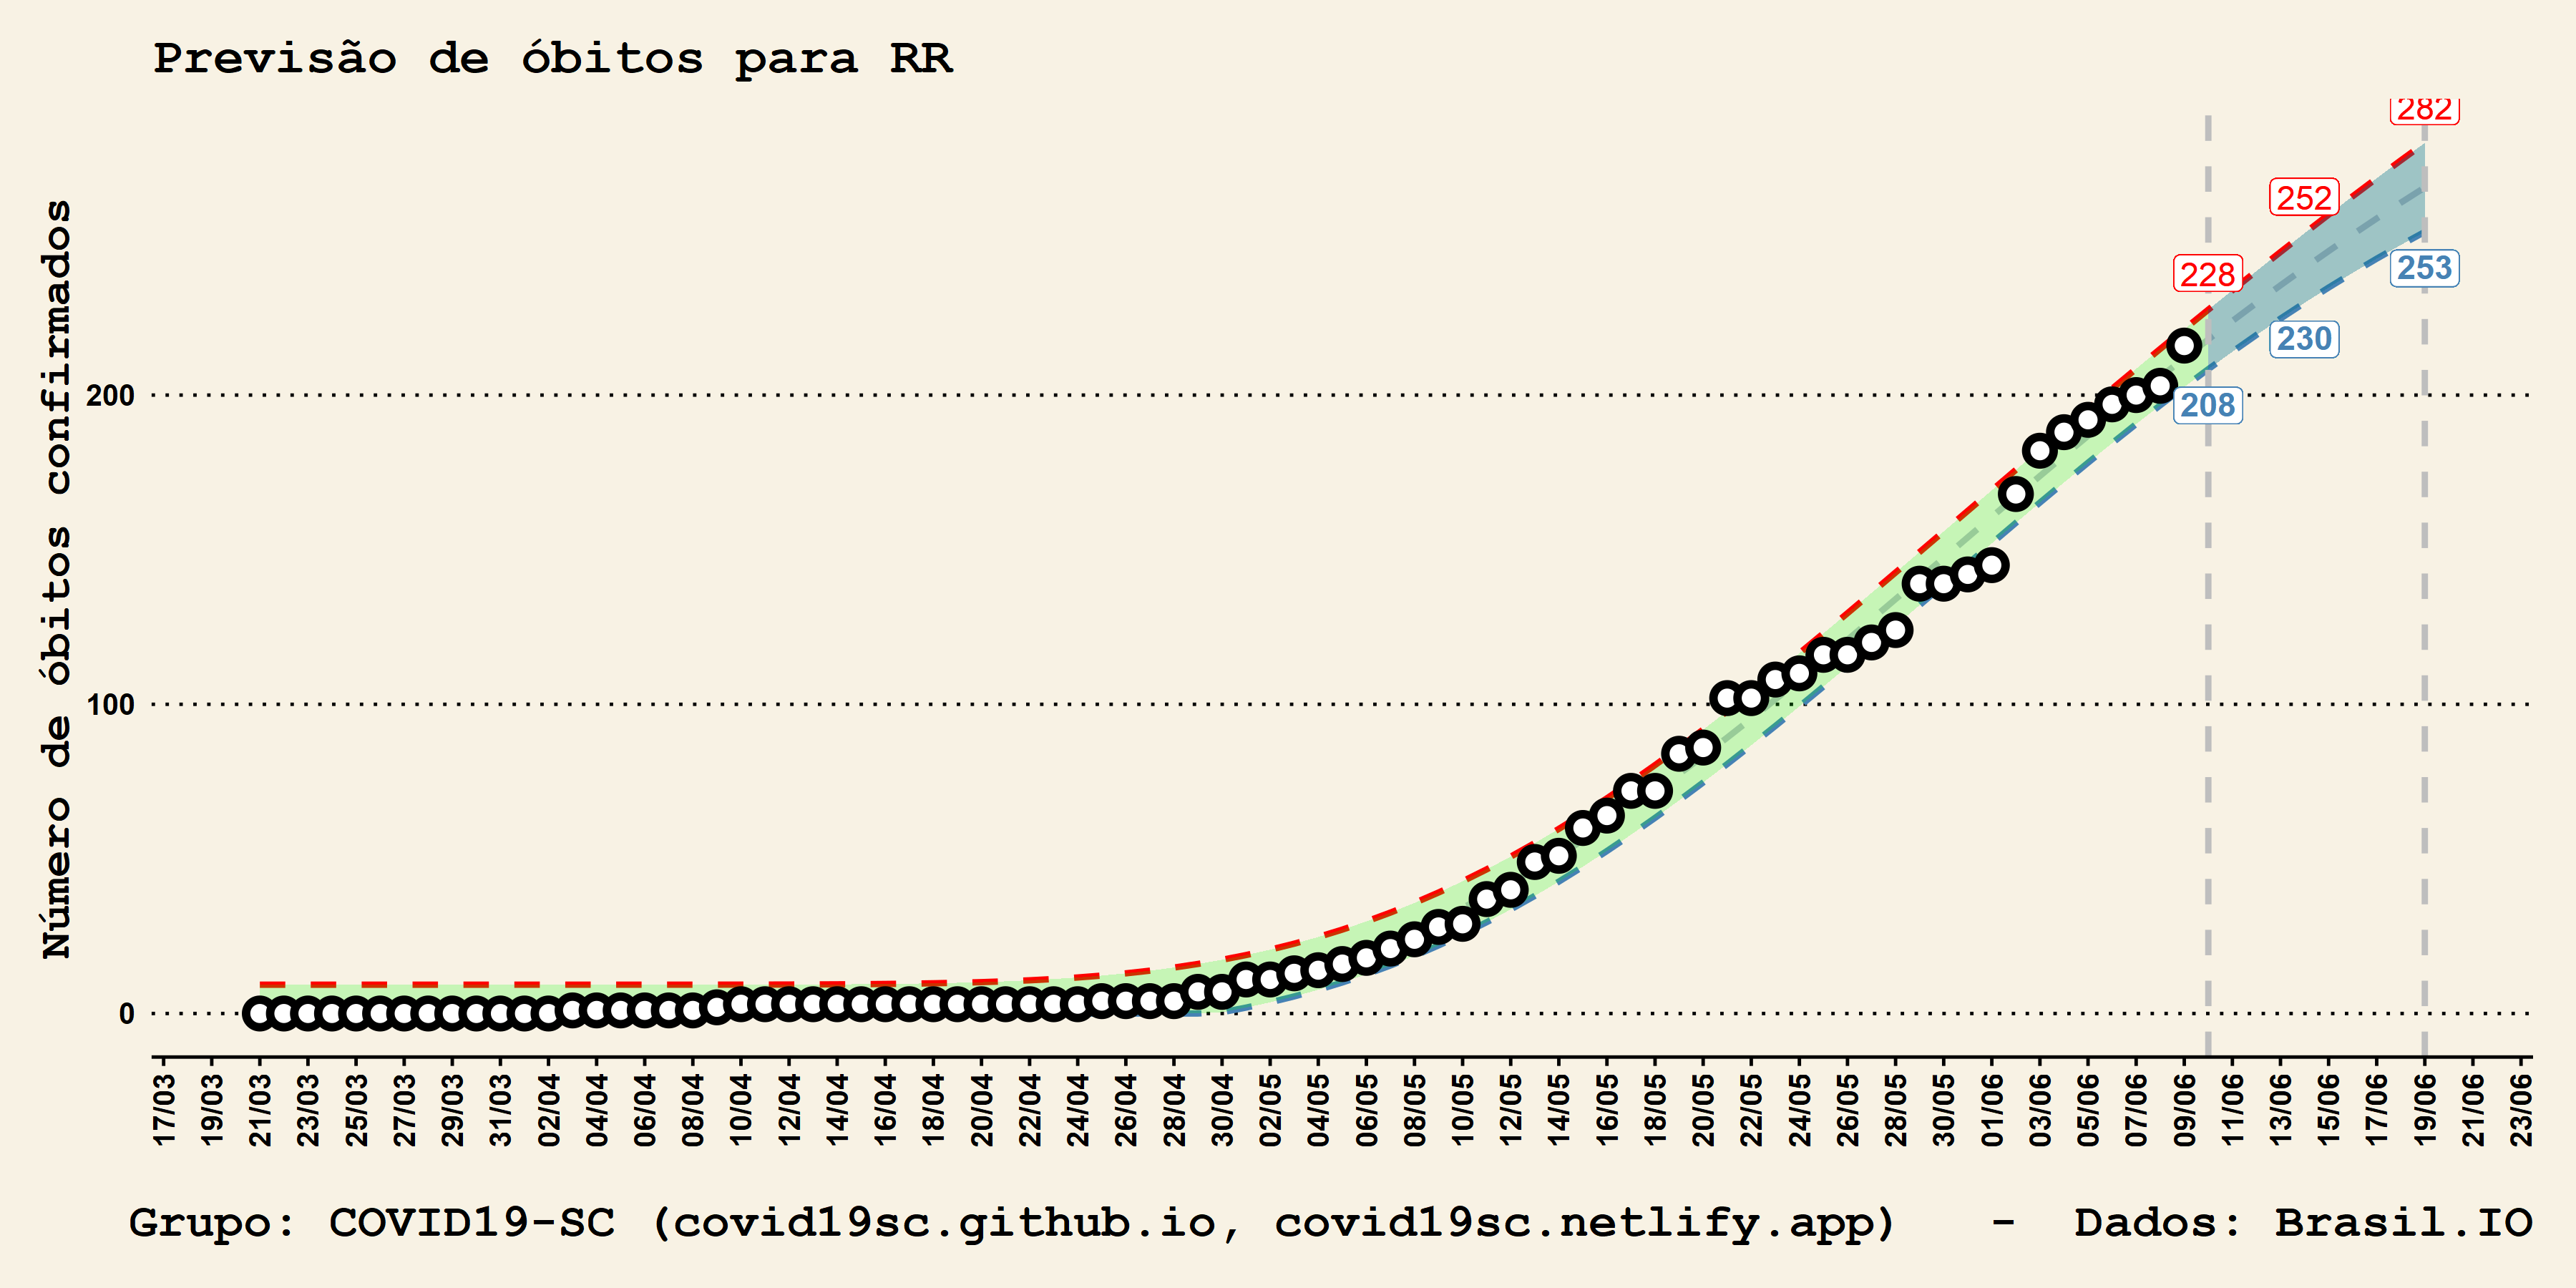 Previsão de óbitos para RR
Número de óbitos confirmados
282
252
228
253
230
208
200
100
0
17/03 19/03 21/03 23/03 25/03 27/03 29/03 31/03 02/04 04/04 06/04 08/04 10/04 12/04 14/04 16/04 18/04 20/04 22/04 24/04 26/04 28/04 30/04 02/05 04/05 06/05 08/05 10/05 12/05 14/05 16/05 18/05 20/05 22/05 24/05 26/05 28/05 30/05 01/06 03/06 05/06 07/06 09/06 11/06 13/06 15/06 17/06 19/06 21/06 23/06
Grupo: COVID19-SC (covid19sc.github.io, covid19sc.netlify.app) - Dados: Brasil.IO